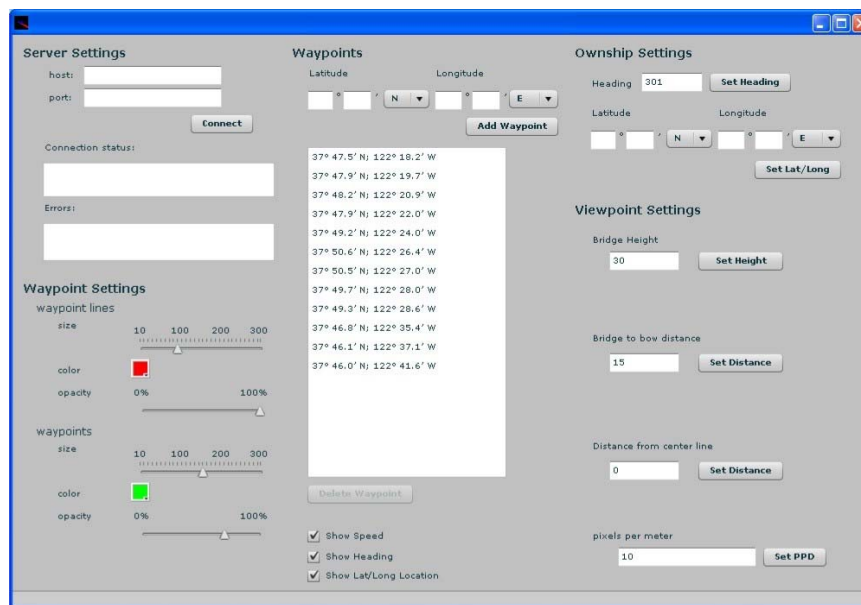 Server Settings
host:
port:
Connect
Connection status:
Errors:
Waypoint Settings
waypoint lines
size
10 100 200 300
color
opacity
0% 100%
waypoints
size
10 100 200 300
color
opacity
0% 100%
Waypoints
Latitude Longitude
° ' N ° ' E
Add Waypoint
37° 47.5' N; 122° 18.2' W
37° 47.9' N; 122° 19.7' W
37° 48.2' N; 122° 20.9' W
37° 47.9' N; 122° 22.0' W
37° 49.2' N; 122° 24.0' W
37° 50.6' N; 122° 26.4' W
37° 50.5' N; 122° 27.0' W
37° 49.7' N; 122° 28.0' W
37° 49.3' N; 122° 28.6' W
37° 46.8' N; 122° 35.4' W
37° 46.1' N; 122° 37.1' W
37° 46.0' N; 122° 41.6' W
Delete Waypoint
Show Speed
Show Heading
Show Lat/Long Location
Ownship Settings
Heading 301 Set Heading
Latitude Longitude
° ' N ° ' E
Set Lat/Long
Viewpoint Settings
Bridge Height
30 Set Height
Bridge to bow distance
15 Set Distance
Distance from center line
0 Set Distance
pixels per meter
10 Set PPD